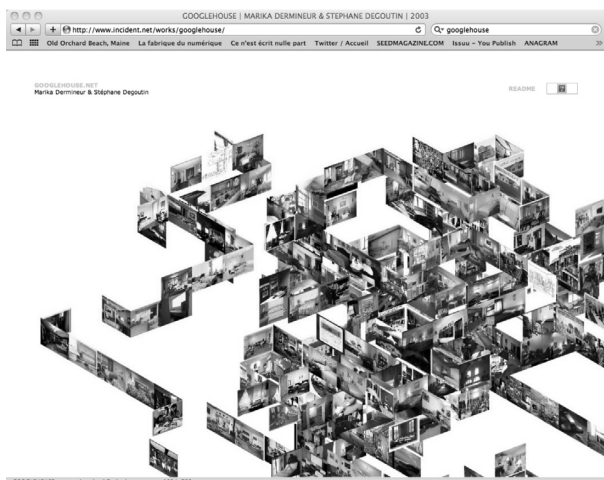 GOOGLEHOUSE | MARIKA DERMINEUR & STEPHANE DEGOUTIN | 2003
http://www.incident.net/works/googlehouse/
googlehouse
Old Orchard Beach, Maine La fabrique du numérique Ce n'est écrit nulle part Twitter / Accueil SEEDMAGAZINE.COM Issuu - You Publish ANAGRAM
GOOGLEHOUSE.NET
README
Marika Dermineur & Stéphane Degoutin